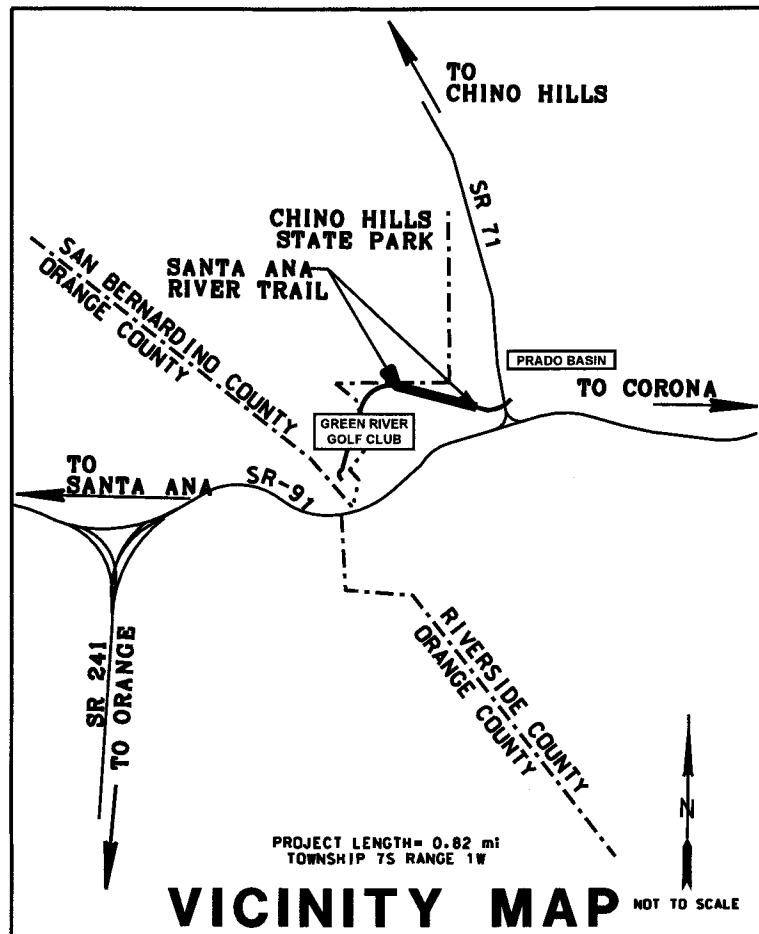 TO
CHINO HILLS
SR 71
CHINO HILLS
STATE PARK
SANTA ANA
RIVER TRAIL
SAN BERNARDINO COUNTY
ORANGE COUNTY
PRADO BASIN
TO CORONA
GREEN RIVER
GOLF CLUB
TO
SANTA ANA
SR-91
SR 241
TO ORANGE
RIVERSIDE COUNTY
ORANGE COUNTY
N
PROJECT LENGTH= 0.82 mi
TOWNSHIP 7S RANGE 1W
VICINITY MAP
NOT TO SCALE